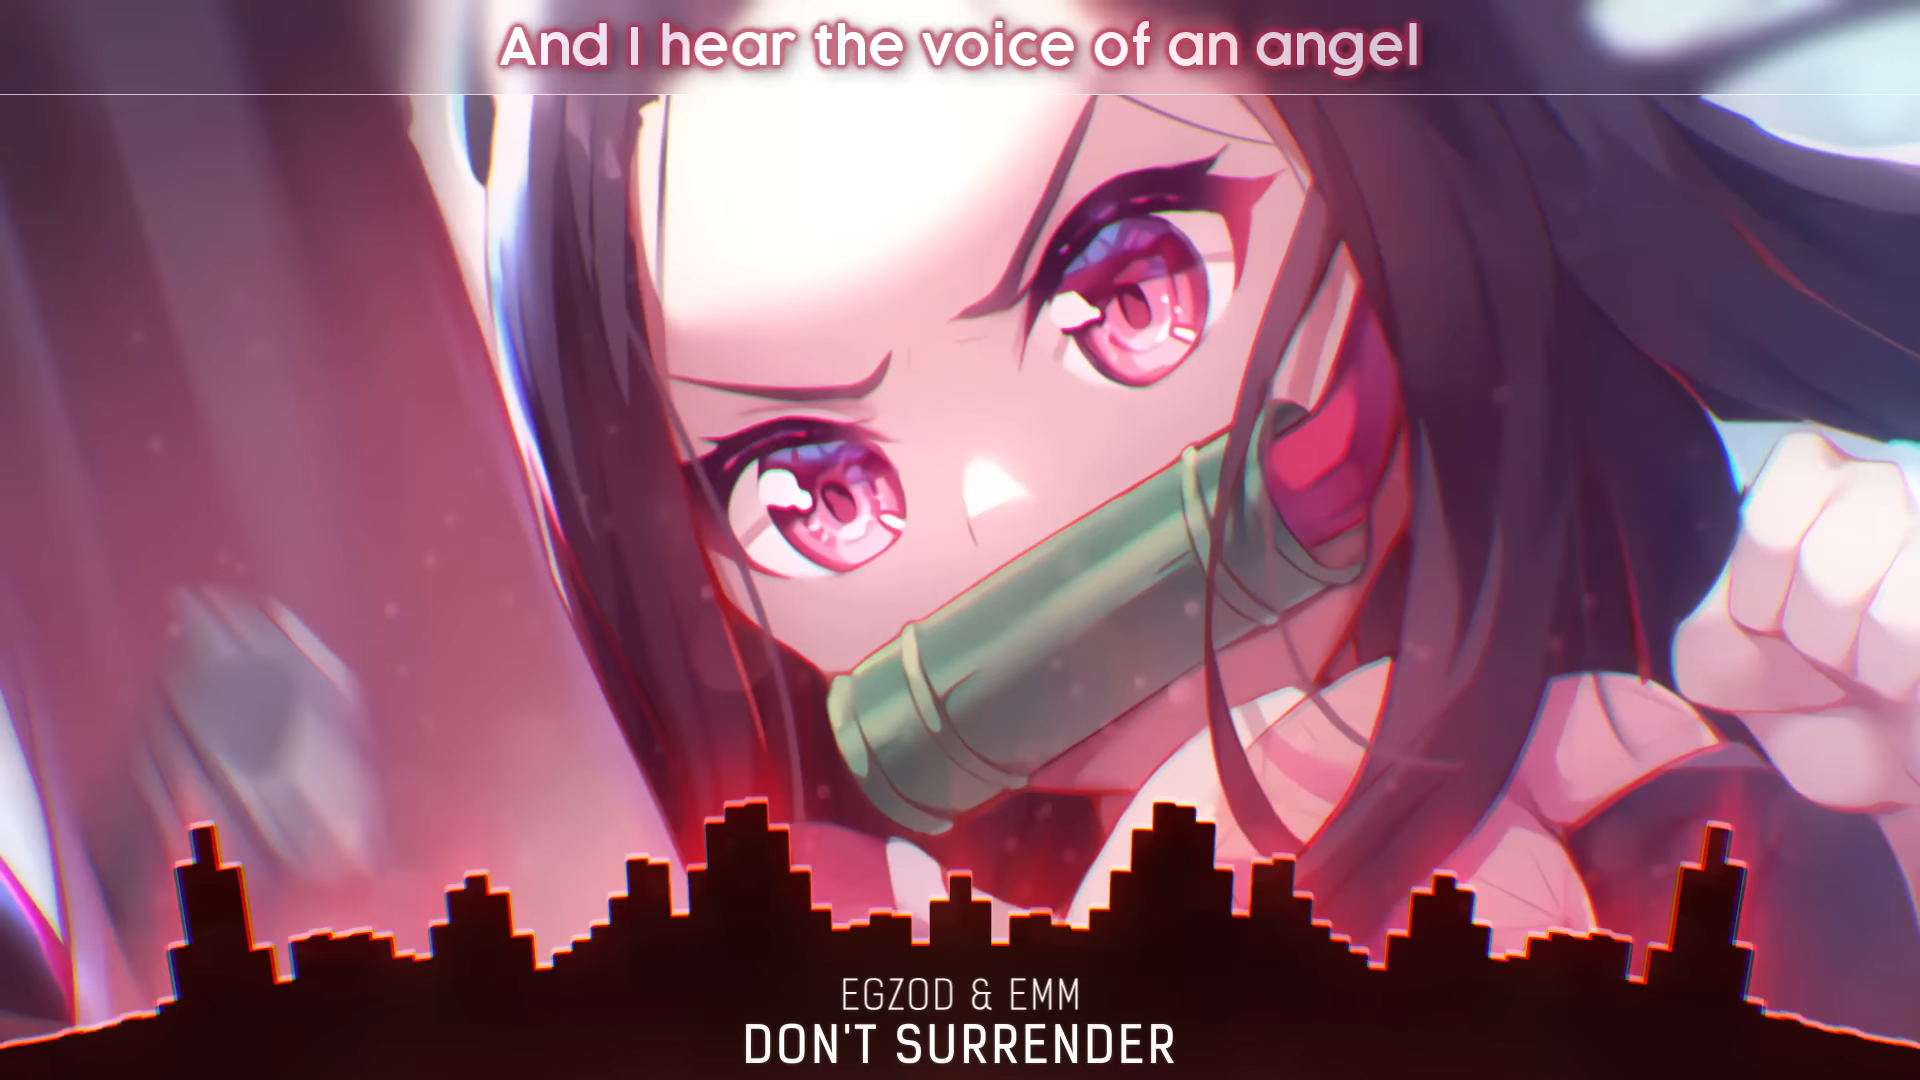 And I hear the voice of an angel
EGZOD & EMM
DON'T SURRENDER